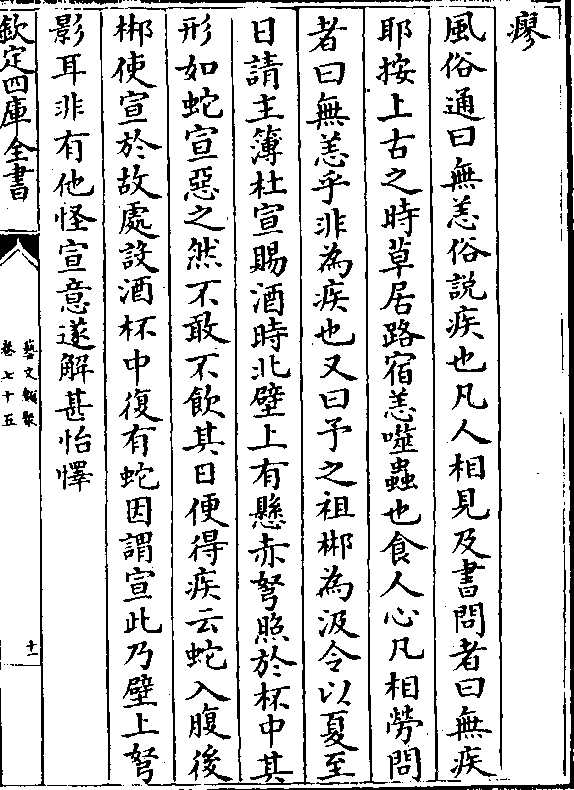 瘳
風俗通曰無恙俗説疾也凡人相見及書問者曰無疾
耶按上古之時草居路宿恙噬蟲也食人心凡相勞問
者曰無恙乎非為疾也又曰予之祖郴為汲令以夏至
日請主簿杜宣賜酒時北壁上有懸赤弩照於杯中其
形如蛇宣惡之然不敢不飲其日便得疾云蛇入腹後
郴使宣於故處設酒杯中復有蛇因謂宣此乃壁上弩
影耳非有他怪宣意遂解甚怡懌
欽定四庫全書
藝文類聚
卷七十五
十一